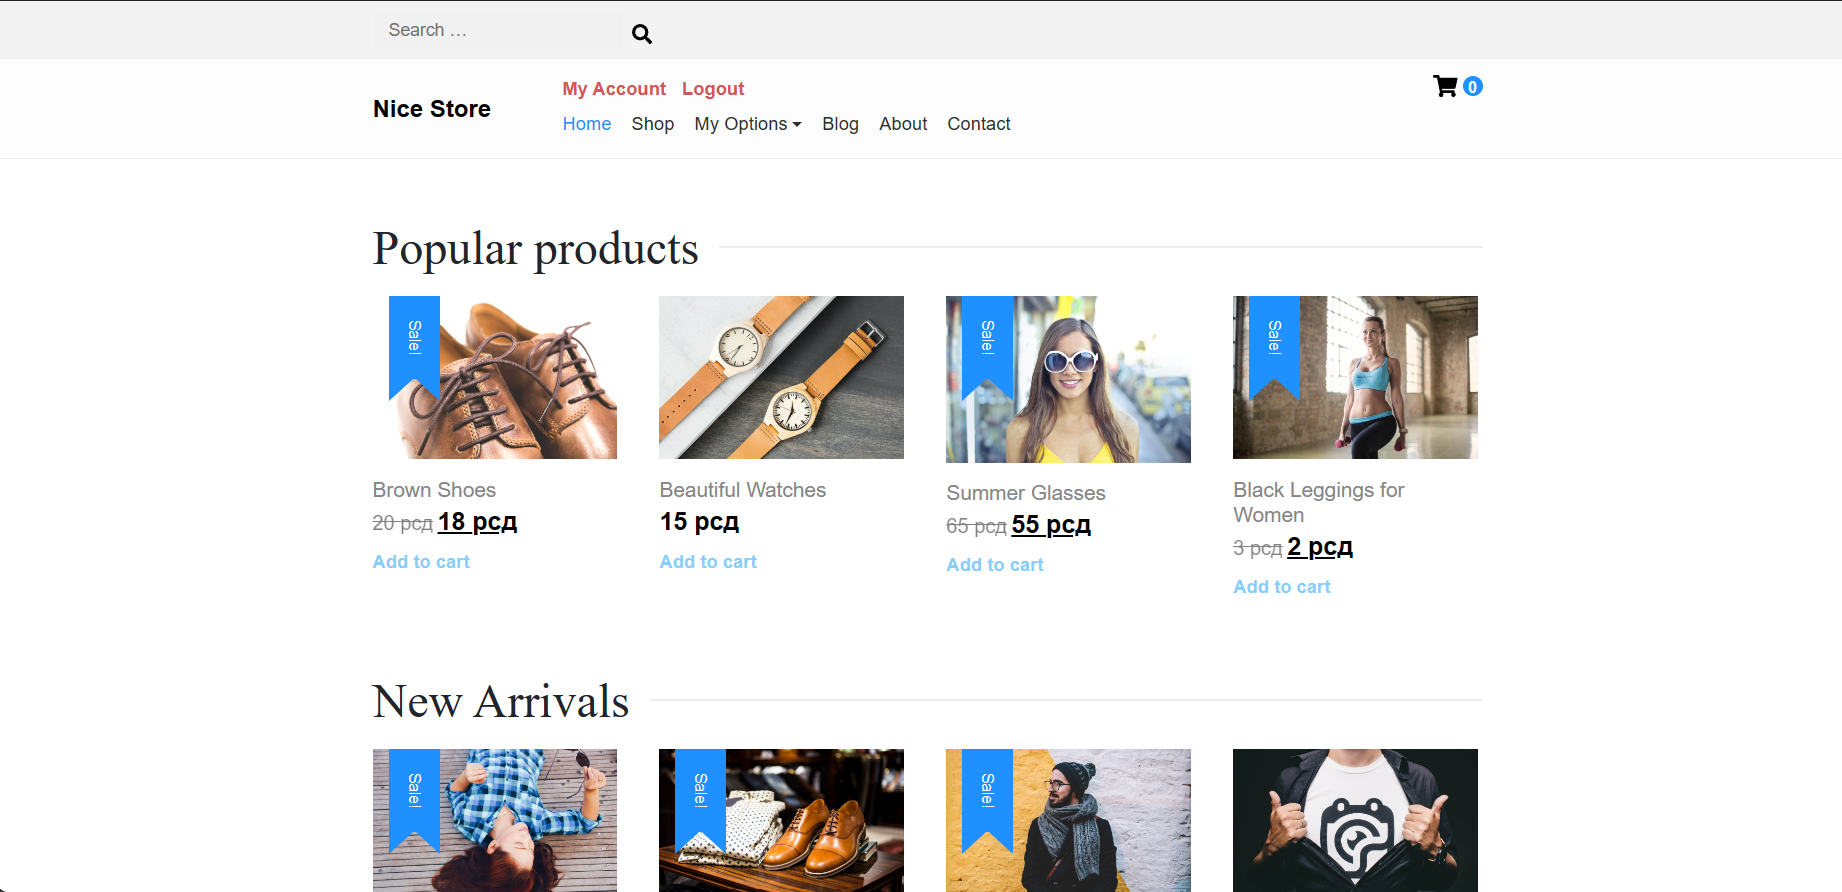 Search …
My Account Logout
0
Nice Store
Home Shop My Options Blog About Contact
Popular products
Sale!
Sale!
Sale!
Brown Shoes
20 рсд 18 рсд
Add to cart
Beautiful Watches
15 рсд
Add to cart
Summer Glasses
65 рсд 55 рсд
Add to cart
Black Leggings for
Women
3 рсд 2 рсд
Add to cart
New Arrivals
Sale!
Sale!
Sale!